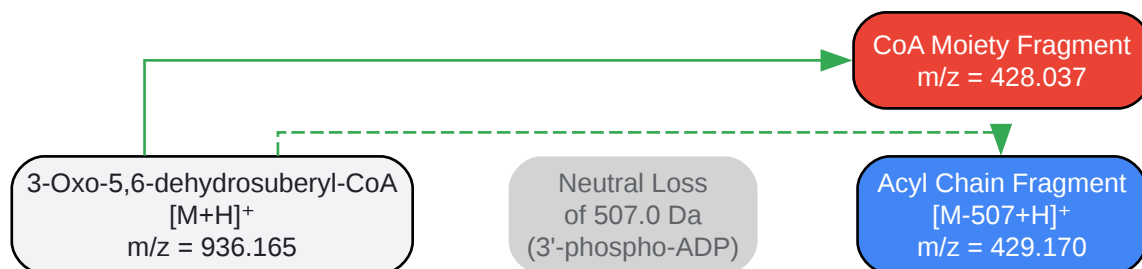 CoA Moiety Fragment
m/z = 428.037
3-Oxo-5,6-dehydrosuberyl-CoA
[M+H]⁺
m/z = 936.165
Neutral Loss
of 507.0 Da
(3'-phospho-ADP)
Acyl Chain Fragment
[M-507+H]⁺
m/z = 429.170